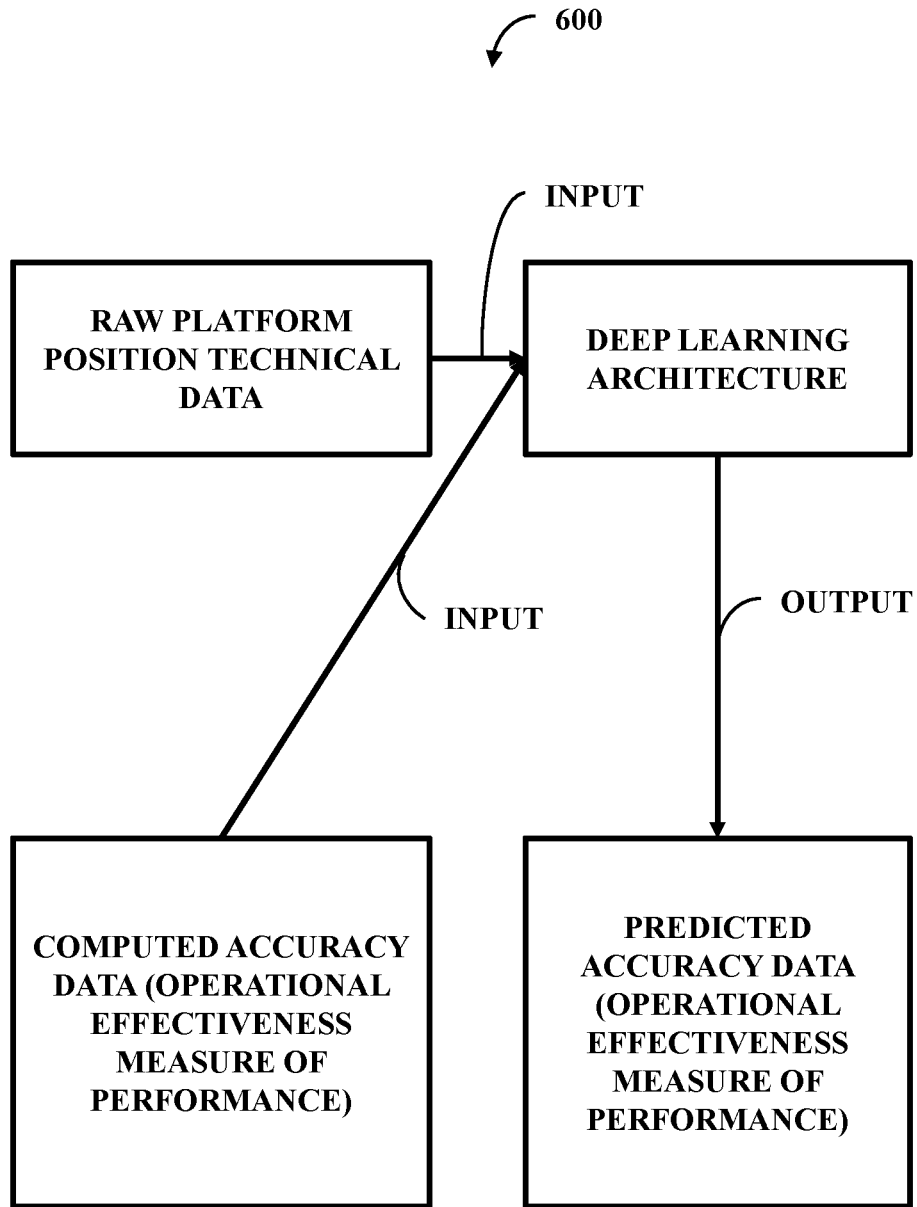 600
INPUT
RAW PLATFORM
POSITION TECHNICAL
DATA
DEEP LEARNING
ARCHITECTURE
INPUT
OUTPUT
COMPUTED ACCURACY
DATA (OPERATIONAL
EFFECTIVENESS
MEASURE OF
PERFORMANCE)
PREDICTED
ACCURACY DATA
(OPERATIONAL
EFFECTIVENESS
MEASURE OF
PERFORMANCE)